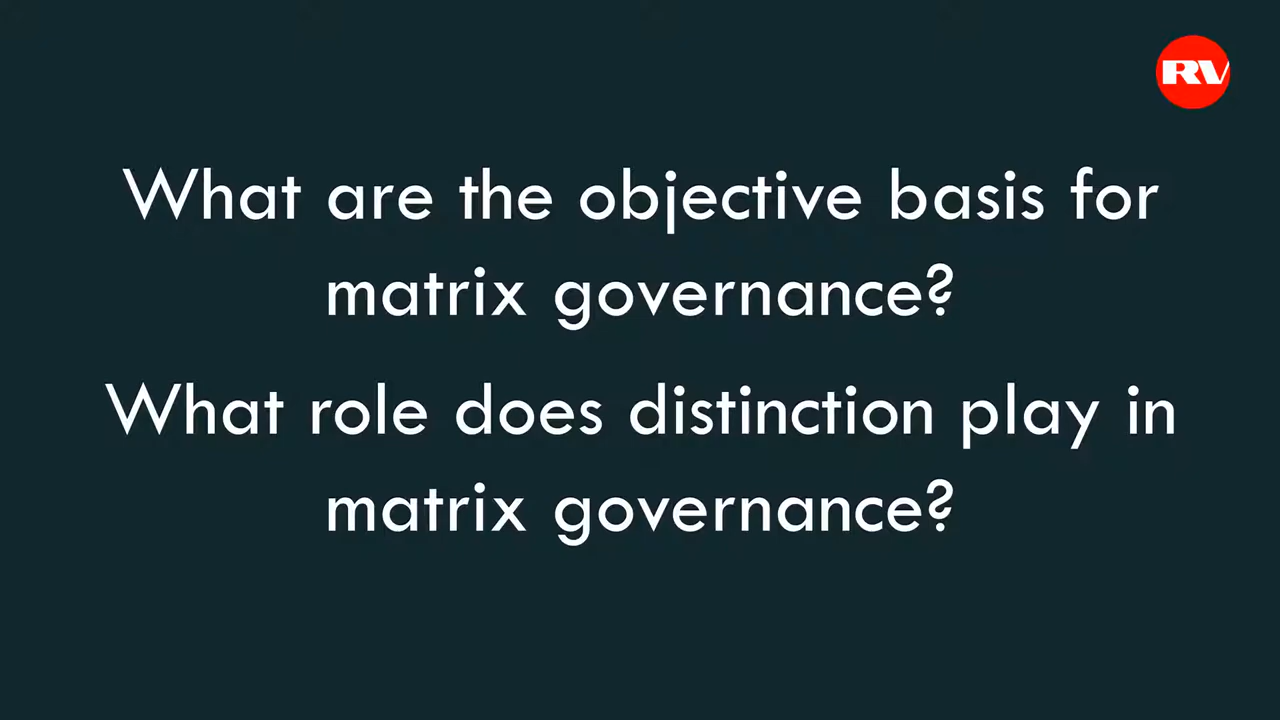 RV
What are the objective basis for
matrix governance?
What role does distinction play in
matrix governance?